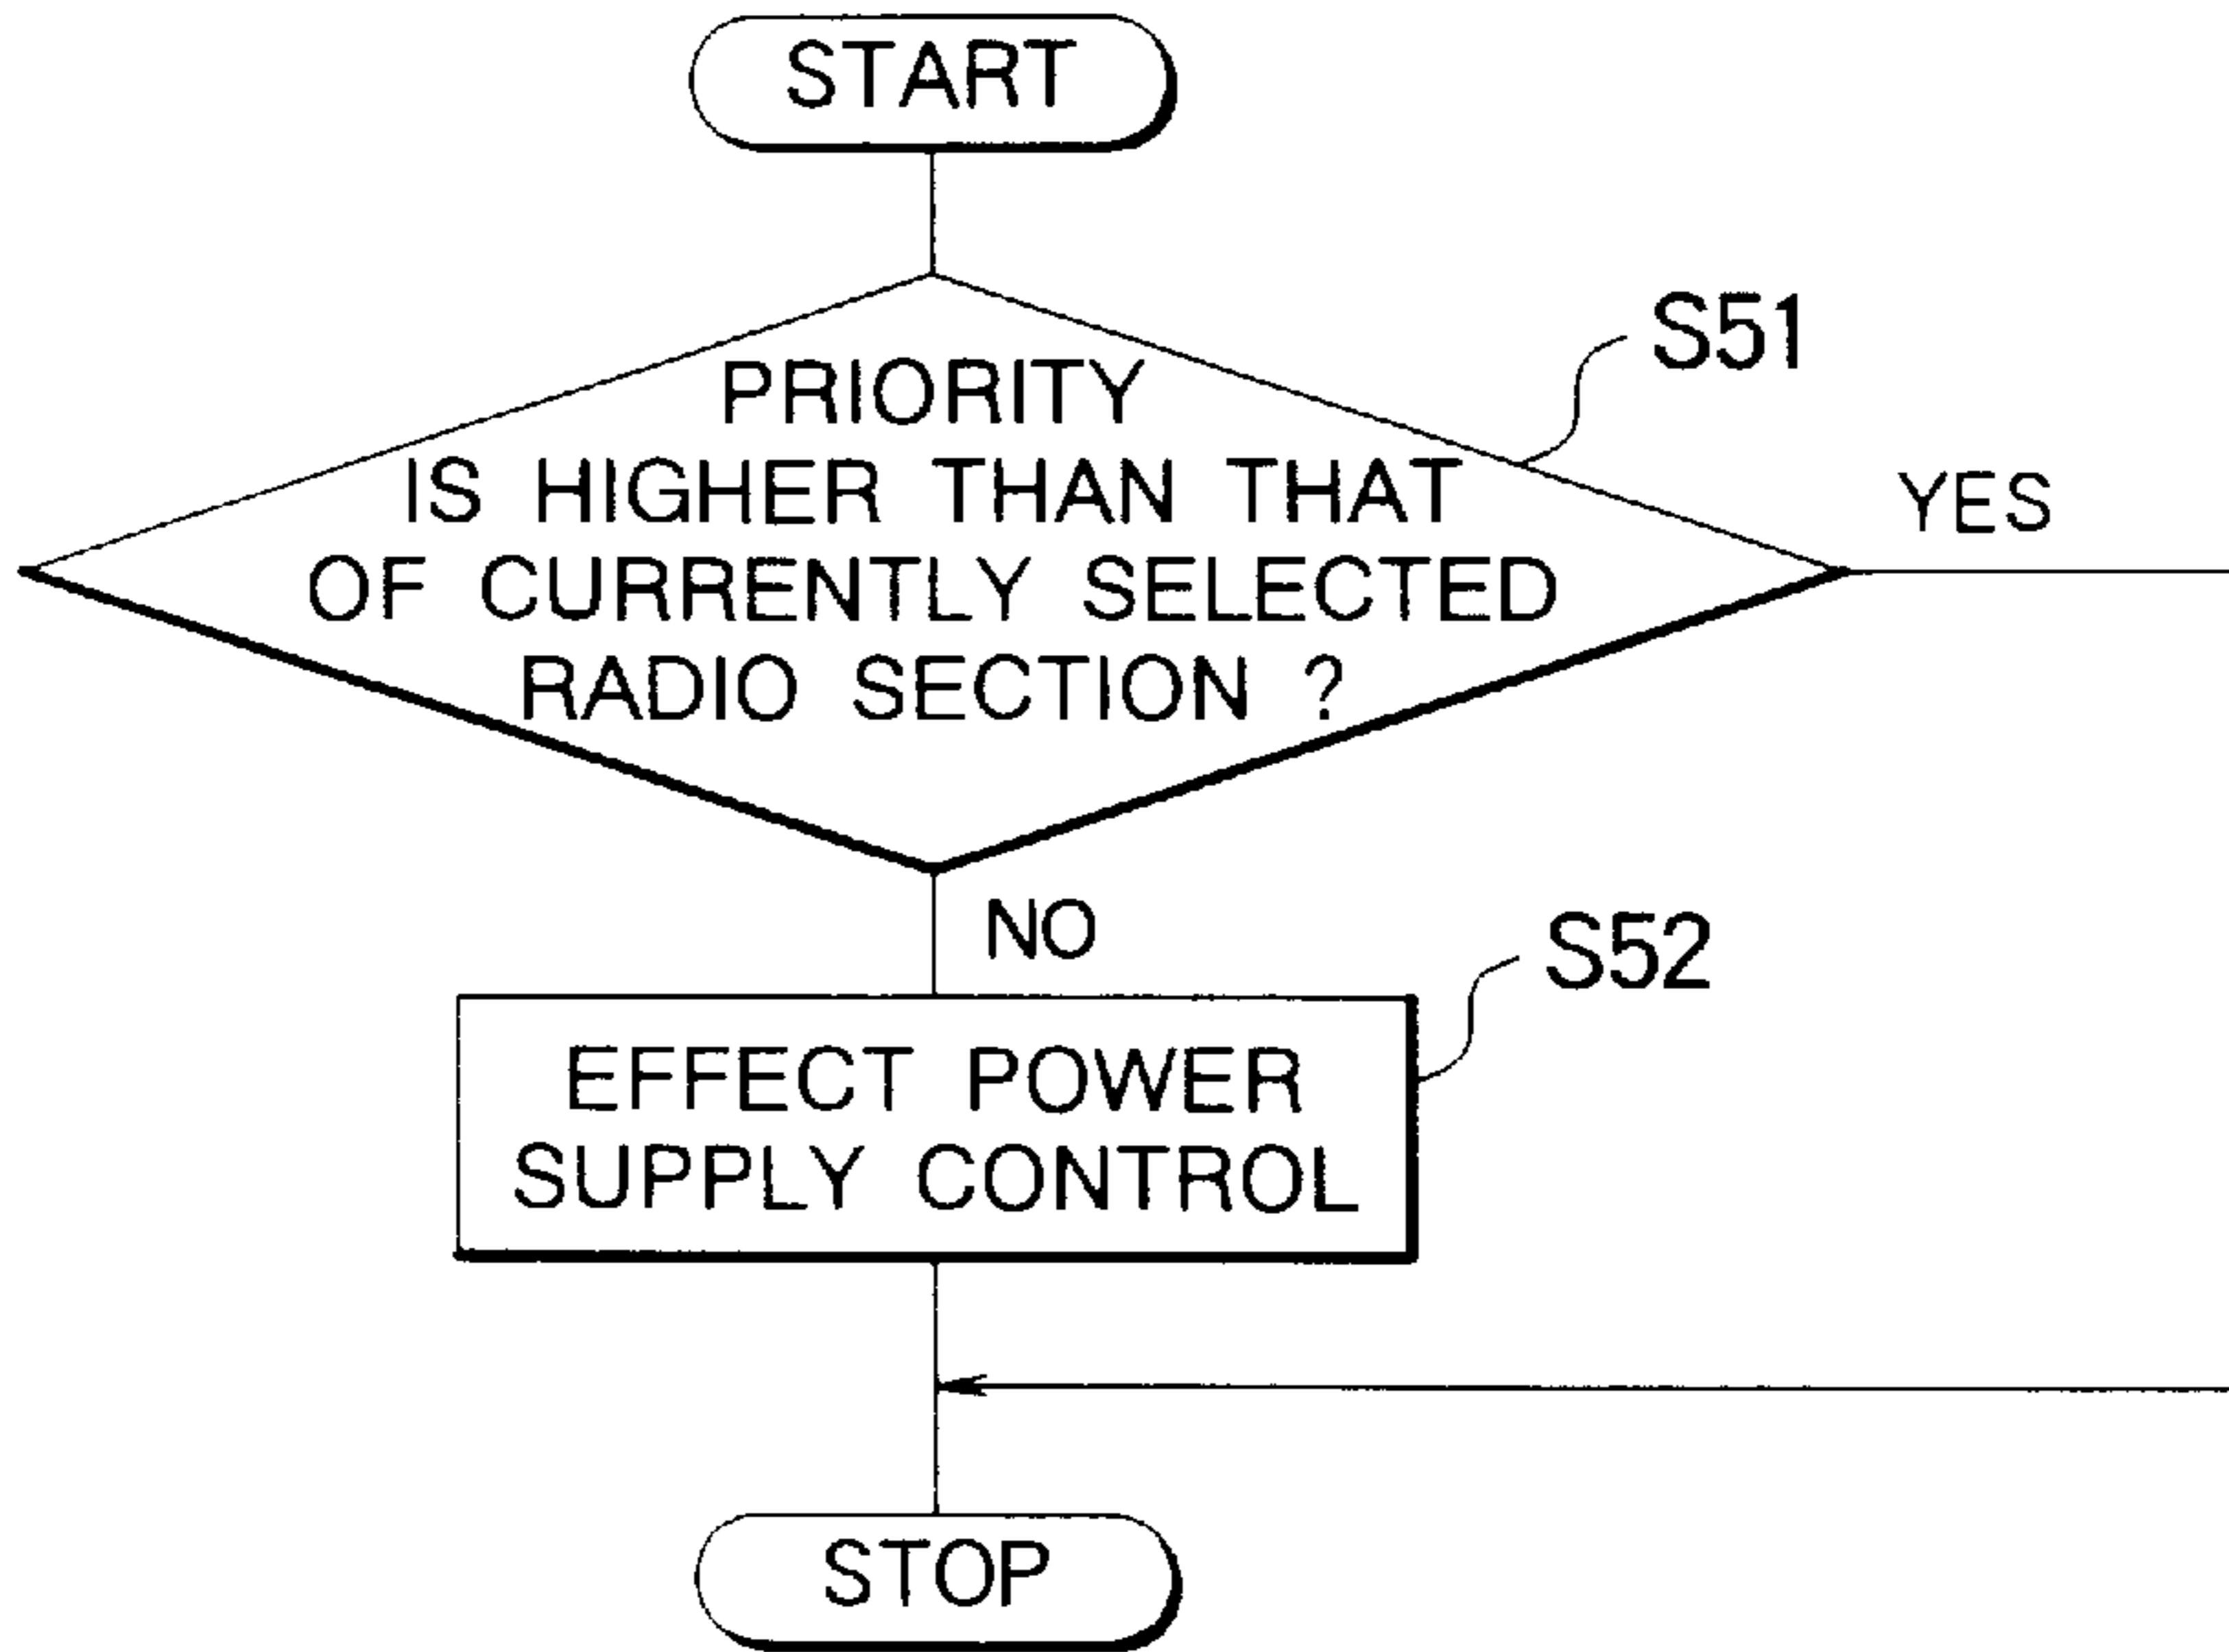 START
PRIORITY
IS HIGHER THAN THAT
OF CURRENTLY SELECTED
RADIO SECTION ?
S51
YES
NO
S52
EFFECT POWER
SUPPLY CONTROL
STOP